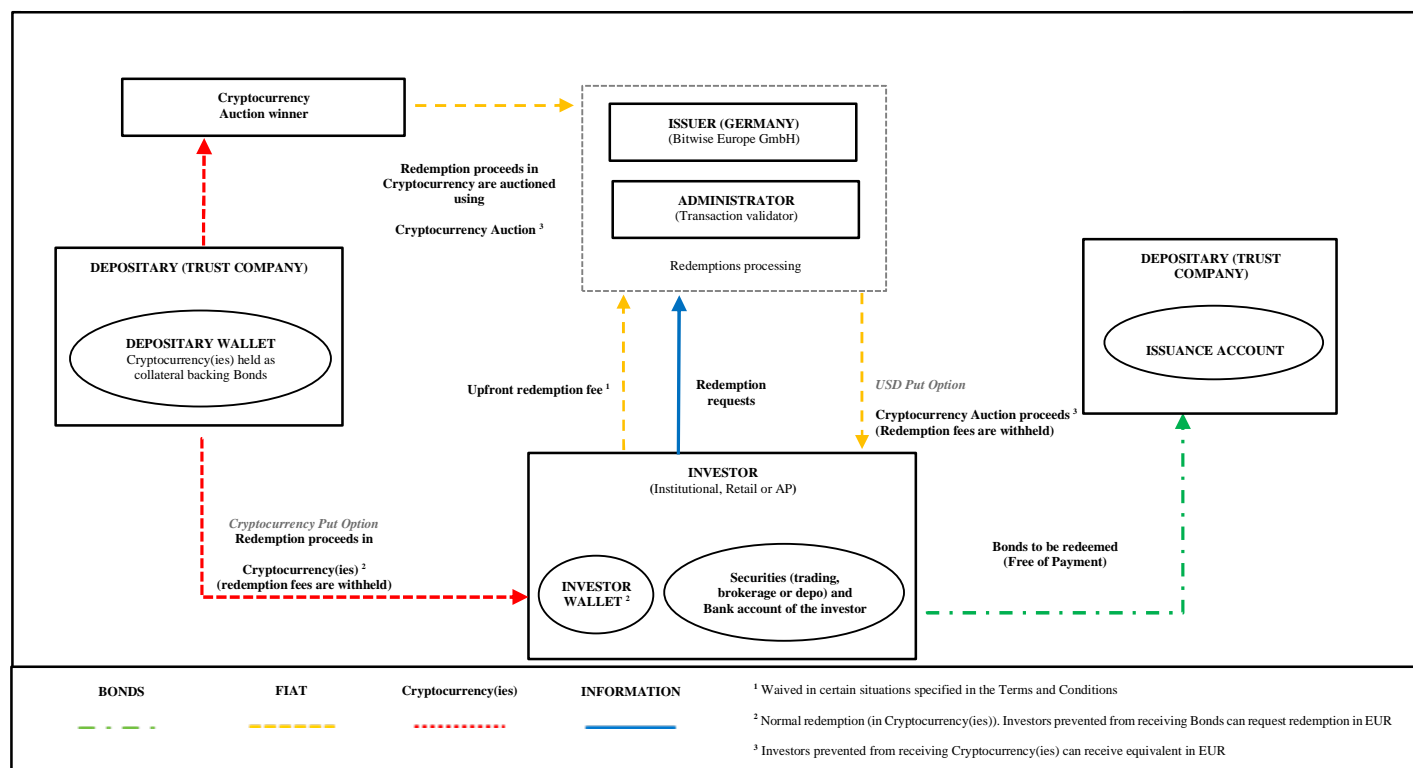 Cryptocurrency
Auction winner
ISSUER (GERMANY)
(Bitwise Europe GmbH)
ADMINISTRATOR
(Transaction validator)
Redemptions processing
Redemption proceeds in
Cryptocurrency are auctioned
using
Cryptocurrency Auction ³
DEPOSITARY (TRUST COMPANY)
DEPOSITARY WALLET
Cryptocurrency(ies) held as
collateral backing Bonds
DEPOSITARY (TRUST
COMPANY)
ISSUANCE ACCOUNT
Upfront redemption fee ¹
Redemption
requests
USD Put Option
Cryptocurrency Auction proceeds ³
(Redemption fees are withheld)
INVESTOR
(Institutional, Retail or AP)
INVESTOR
WALLET ²
Securities (trading,
brokerage or depo) and
Bank account of the investor
Cryptocurrency Put Option
Redemption proceeds in
Cryptocurrency(ies) ²
(redemption fees are withheld)
Bonds to be redeemed
(Free of Payment)
BONDS
FIAT
Cryptocurrency(ies)
INFORMATION
¹ Waived in certain situations specified in the Terms and Conditions
² Normal redemption (in Cryptocurrency(ies)). Investors prevented from receiving Bonds can request redemption in EUR
³ Investors prevented from receiving Cryptocurrency(ies) can receive equivalent in EUR